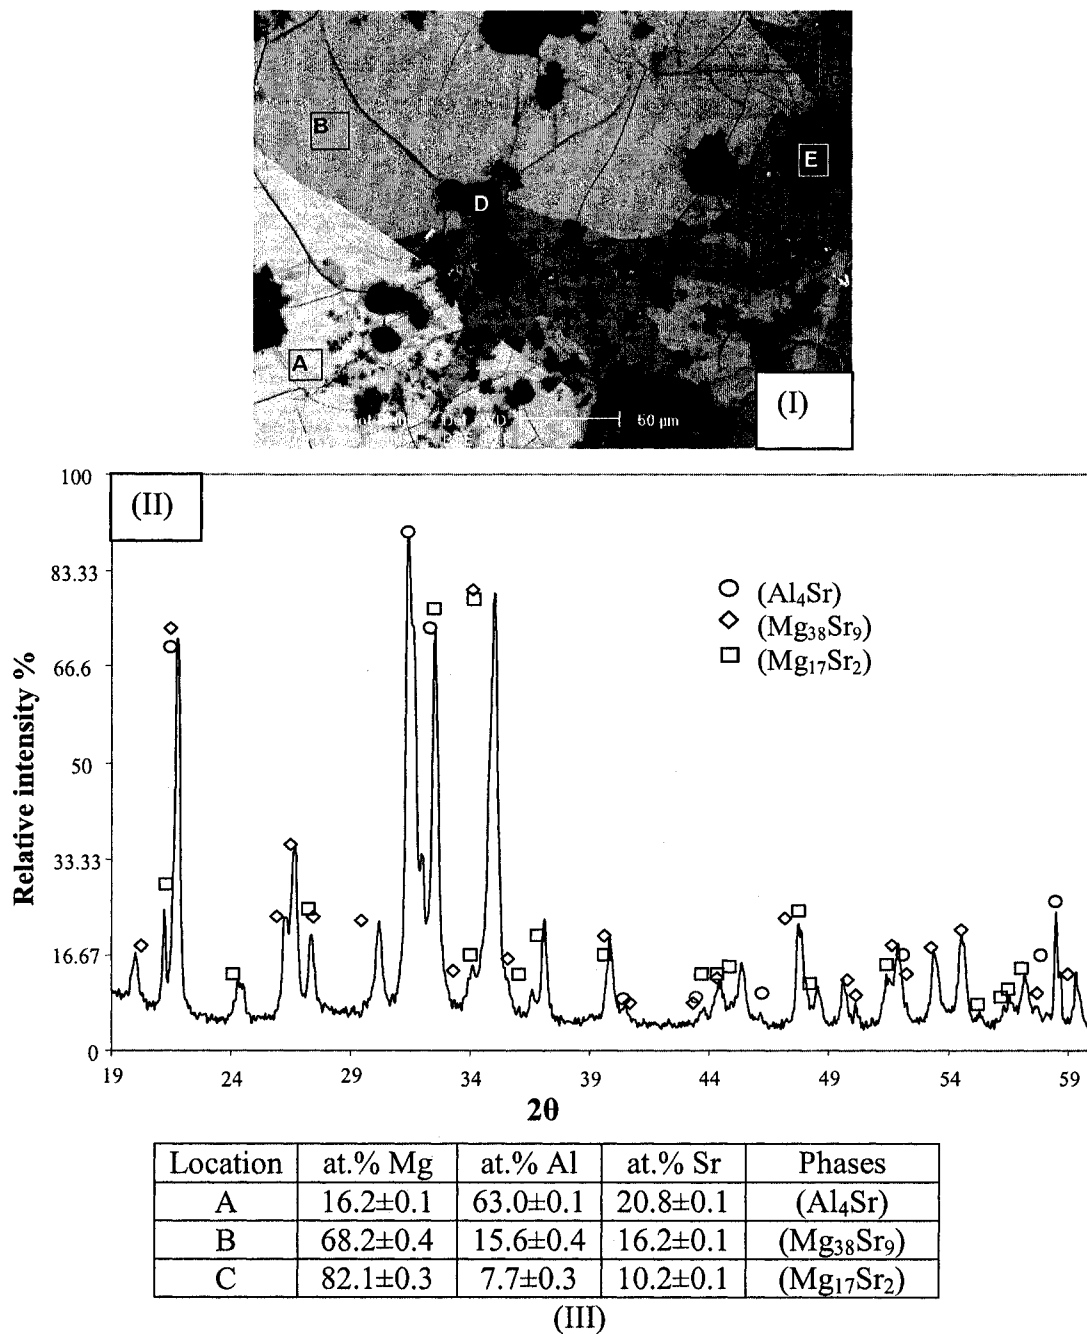 B
D
E
A
50 µm
(I)
(II)
100
83.33
66.6
50
33.33
16.67
0
Relative intensity %
(Al₄Sr)
(Mg₃₈Sr₉)
(Mg₁₇Sr₂)
19 24 29 34 39 44 49 54 59
2θ
Location at.% Mg at.% Al at.% Sr Phases
A 16.2±0.1 63.0±0.1 20.8±0.1 (Al₄Sr)
B 68.2±0.4 15.6±0.4 16.2±0.1 (Mg₃₈Sr₉)
C 82.1±0.3 7.7±0.3 10.2±0.1 (Mg₁₇Sr₂)
(III)